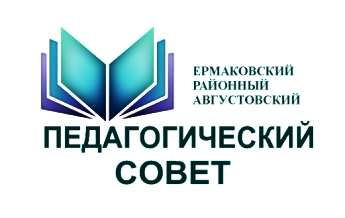 ЕРМАКОВСКИЙ
РАЙОННЫЙ
АВГУСТОВСКИЙ
ПЕДАГОГИЧЕСКИЙ
СОВЕТ